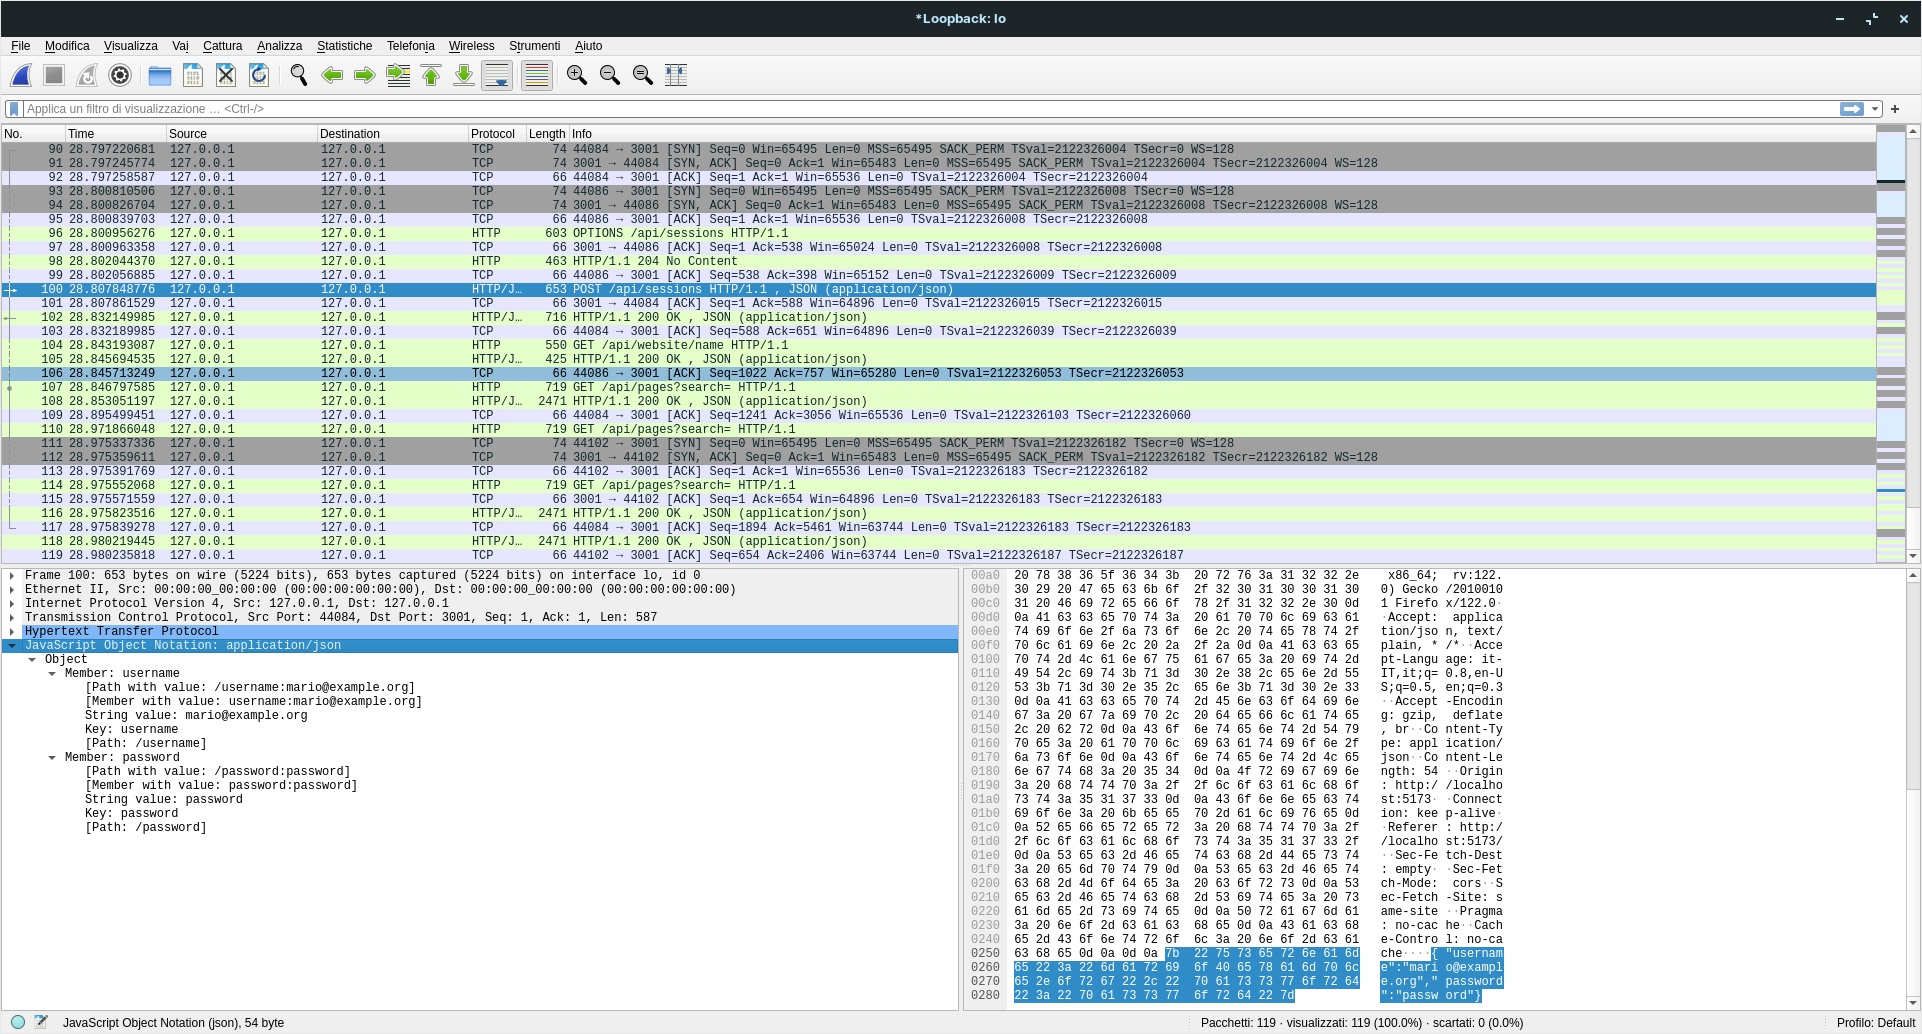 *Loopback: lo
File Modifica Visualizza Vai Cattura Analizza Statistiche Telefonia Wireless Strumenti Aiuto
Applica un filtro di visualizzazione … <Ctrl-/>
No. Time Source Destination Protocol Length Info
90 28.797220681 127.0.0.1 127.0.0.1 TCP 74 44084 → 3001 [SYN] Seq=0 Win=65495 Len=0 MSS=65495 SACK_PERM TSval=2122326004 TSecr=0 WS=128
91 28.797245774 127.0.0.1 127.0.0.1 TCP 74 3001 → 44084 [SYN, ACK] Seq=0 Ack=1 Win=65483 Len=0 MSS=65495 SACK_PERM TSval=2122326004 TSecr=2122326004 WS=128
92 28.797258587 127.0.0.1 127.0.0.1 TCP 66 44084 → 3001 [ACK] Seq=1 Ack=1 Win=65536 Len=0 TSval=2122326004 TSecr=2122326004
93 28.800810506 127.0.0.1 127.0.0.1 TCP 74 44086 → 3001 [SYN] Seq=0 Win=65495 Len=0 MSS=65495 SACK_PERM TSval=2122326008 TSecr=0 WS=128
94 28.800826704 127.0.0.1 127.0.0.1 TCP 74 3001 → 44086 [SYN, ACK] Seq=0 Ack=1 Win=65483 Len=0 MSS=65495 SACK_PERM TSval=2122326008 TSecr=2122326008 WS=128
95 28.800839703 127.0.0.1 127.0.0.1 TCP 66 44086 → 3001 [ACK] Seq=1 Ack=1 Win=65536 Len=0 TSval=2122326008 TSecr=2122326008
96 28.800956276 127.0.0.1 127.0.0.1 HTTP 603 OPTIONS /api/sessions HTTP/1.1
97 28.800963358 127.0.0.1 127.0.0.1 TCP 66 3001 → 44086 [ACK] Seq=1 Ack=538 Win=65024 Len=0 TSval=2122326008 TSecr=2122326008
98 28.802044370 127.0.0.1 127.0.0.1 HTTP 463 HTTP/1.1 204 No Content
99 28.802056885 127.0.0.1 127.0.0.1 TCP 66 44086 → 3001 [ACK] Seq=538 Ack=398 Win=65152 Len=0 TSval=2122326009 TSecr=2122326009
100 28.807848776 127.0.0.1 127.0.0.1 HTTP/J… 653 POST /api/sessions HTTP/1.1 , JSON (application/json)
101 28.807861529 127.0.0.1 127.0.0.1 TCP 66 3001 → 44084 [ACK] Seq=1 Ack=588 Win=64896 Len=0 TSval=2122326015 TSecr=2122326015
102 28.832149985 127.0.0.1 127.0.0.1 HTTP/J… 716 HTTP/1.1 200 OK , JSON (application/json)
103 28.832189985 127.0.0.1 127.0.0.1 TCP 66 44084 → 3001 [ACK] Seq=588 Ack=651 Win=64896 Len=0 TSval=2122326039 TSecr=2122326039
104 28.843193087 127.0.0.1 127.0.0.1 HTTP 550 GET /api/website/name HTTP/1.1
105 28.845694535 127.0.0.1 127.0.0.1 HTTP/J… 425 HTTP/1.1 200 OK , JSON (application/json)
106 28.845713249 127.0.0.1 127.0.0.1 TCP 66 44086 → 3001 [ACK] Seq=1022 Ack=757 Win=65280 Len=0 TSval=2122326053 TSecr=2122326053
107 28.846797585 127.0.0.1 127.0.0.1 HTTP 719 GET /api/pages?search= HTTP/1.1
108 28.853051197 127.0.0.1 127.0.0.1 HTTP/J… 2471 HTTP/1.1 200 OK , JSON (application/json)
109 28.895499451 127.0.0.1 127.0.0.1 TCP 66 44084 → 3001 [ACK] Seq=1241 Ack=3056 Win=65536 Len=0 TSval=2122326103 TSecr=2122326060
110 28.971866048 127.0.0.1 127.0.0.1 HTTP 719 GET /api/pages?search= HTTP/1.1
111 28.975337336 127.0.0.1 127.0.0.1 TCP 74 44102 → 3001 [SYN] Seq=0 Win=65495 Len=0 MSS=65495 SACK_PERM TSval=2122326182 TSecr=0 WS=128
112 28.975359611 127.0.0.1 127.0.0.1 TCP 74 3001 → 44102 [SYN, ACK] Seq=0 Ack=1 Win=65483 Len=0 MSS=65495 SACK_PERM TSval=2122326182 TSecr=2122326182 WS=128
113 28.975391769 127.0.0.1 127.0.0.1 TCP 66 44102 → 3001 [ACK] Seq=1 Ack=1 Win=65536 Len=0 TSval=2122326183 TSecr=2122326182
114 28.975552068 127.0.0.1 127.0.0.1 HTTP 719 GET /api/pages?search= HTTP/1.1
115 28.975571559 127.0.0.1 127.0.0.1 TCP 66 3001 → 44102 [ACK] Seq=1 Ack=654 Win=64896 Len=0 TSval=2122326183 TSecr=2122326183
116 28.975823516 127.0.0.1 127.0.0.1 HTTP/J… 2471 HTTP/1.1 200 OK , JSON (application/json)
117 28.975839278 127.0.0.1 127.0.0.1 TCP 66 44084 → 3001 [ACK] Seq=1894 Ack=5461 Win=63744 Len=0 TSval=2122326183 TSecr=2122326183
118 28.980219445 127.0.0.1 127.0.0.1 HTTP/J… 2471 HTTP/1.1 200 OK , JSON (application/json)
119 28.980235818 127.0.0.1 127.0.0.1 TCP 66 44102 → 3001 [ACK] Seq=654 Ack=2406 Win=63744 Len=0 TSval=2122326187 TSecr=2122326187
Frame 100: 653 bytes on wire (5224 bits), 653 bytes captured (5224 bits) on interface lo, id 0
Ethernet II, Src: 00:00:00_00:00:00 (00:00:00:00:00:00), Dst: 00:00:00_00:00:00 (00:00:00:00:00:00)
Internet Protocol Version 4, Src: 127.0.0.1, Dst: 127.0.0.1
Transmission Control Protocol, Src Port: 44084, Dst Port: 3001, Seq: 1, Ack: 1, Len: 587
Hypertext Transfer Protocol
JavaScript Object Notation: application/json
Object
Member: username
[Path with value: /username:mario@example.org]
[Member with value: username:mario@example.org]
String value: mario@example.org
Key: username
[Path: /username]
Member: password
[Path with value: /password:password]
[Member with value: password:password]
String value: password
Key: password
[Path: /password]
00a0 20 78 38 36 5f 36 34 3b 20 72 76 3a 31 32 32 2e x86_64; rv:122.
00b0 30 29 20 47 65 63 6b 6f 2f 32 30 31 30 30 31 30 0) Gecko /2010010
00c0 31 20 46 69 72 65 66 6f 78 2f 31 32 32 2e 30 0d 1 Firefo x/122.0·
00d0 0a 41 63 63 65 70 74 3a 20 61 70 70 6c 69 63 61 ·Accept: applica
00e0 74 69 6f 6e 2f 6a 73 6f 6e 2c 20 74 65 78 74 2f tion/jso n, text/
00f0 70 6c 61 69 6e 2c 20 2a 2f 2a 0d 0a 41 63 63 65 plain, * /*··Acce
0100 70 74 2d 4c 61 6e 67 75 61 67 65 3a 20 69 74 2d pt-Langu age: it-
0110 49 54 2c 69 74 3b 71 3d 30 2e 38 2c 65 6e 2d 55 IT,it;q= 0.8,en-U
0120 53 3b 71 3d 30 2e 35 2c 65 6e 3b 71 3d 30 2e 33 S;q=0.5, en;q=0.3
0130 0d 0a 41 63 63 65 70 74 2d 45 6e 63 6f 64 69 6e ··Accept -Encodin
0140 67 3a 20 67 7a 69 70 2c 20 64 65 66 6c 61 74 65 g: gzip, deflate
0150 2c 20 62 72 0d 0a 43 6f 6e 74 65 6e 74 2d 54 79 , br··Co ntent-Ty
0160 70 65 3a 20 61 70 70 6c 69 63 61 74 69 6f 6e 2f pe: appl ication/
0170 6a 73 6f 6e 0d 0a 43 6f 6e 74 65 6e 74 2d 4c 65 json··Co ntent-Le
0180 6e 67 74 68 3a 20 35 34 0d 0a 4f 72 69 67 69 6e ngth: 54 ··Origin
0190 3a 20 68 74 74 70 3a 2f 2f 6c 6f 63 61 6c 68 6f : http:/ /localho
01a0 73 74 3a 35 31 37 33 0d 0a 43 6f 6e 6e 65 63 74 st:5173· ·Connect
01b0 69 6f 6e 3a 20 6b 65 65 70 2d 61 6c 69 76 65 0d ion: kee p-alive·
01c0 0a 52 65 66 65 72 65 72 3a 20 68 74 74 70 3a 2f ·Referer : http:/
01d0 2f 6c 6f 63 61 6c 68 6f 73 74 3a 35 31 37 33 2f /localho st:5173/
01e0 0d 0a 53 65 63 2d 46 65 74 63 68 2d 44 65 73 74 ··Sec-Fe tch-Dest
01f0 3a 20 65 6d 70 74 79 0d 0a 53 65 63 2d 46 65 74 : empty· ·Sec-Fet
0200 63 68 2d 4d 6f 64 65 3a 20 63 6f 72 73 0d 0a 53 ch-Mode: cors··S
0210 65 63 2d 46 65 74 63 68 2d 53 69 74 65 3a 20 73 ec-Fetch -Site: s
0220 61 6d 65 2d 73 69 74 65 0d 0a 50 72 61 67 6d 61 ame-site ··Pragma
0230 3a 20 6e 6f 2d 63 61 63 68 65 0d 0a 43 61 63 68 : no-cac he··Cach
0240 65 2d 43 6f 6e 74 72 6f 6c 3a 20 6e 6f 2d 63 61 e-Contro l: no-ca
0250 63 68 65 0d 0a 0d 0a 7b 22 75 73 65 72 6e 61 6d che····{ "usernam
0260 65 22 3a 22 6d 61 72 69 6f 40 65 78 61 6d 70 6c e":"mari o@exampl
0270 65 2e 6f 72 67 22 2c 22 70 61 73 73 77 6f 72 64 e.org"," password
0280 22 3a 22 70 61 73 73 77 6f 72 64 22 7d ":"passw ord"}
JavaScript Object Notation (json), 54 byte
Pacchetti: 119 · visualizzati: 119 (100.0%) · scartati: 0 (0.0%)
Profilo: Default